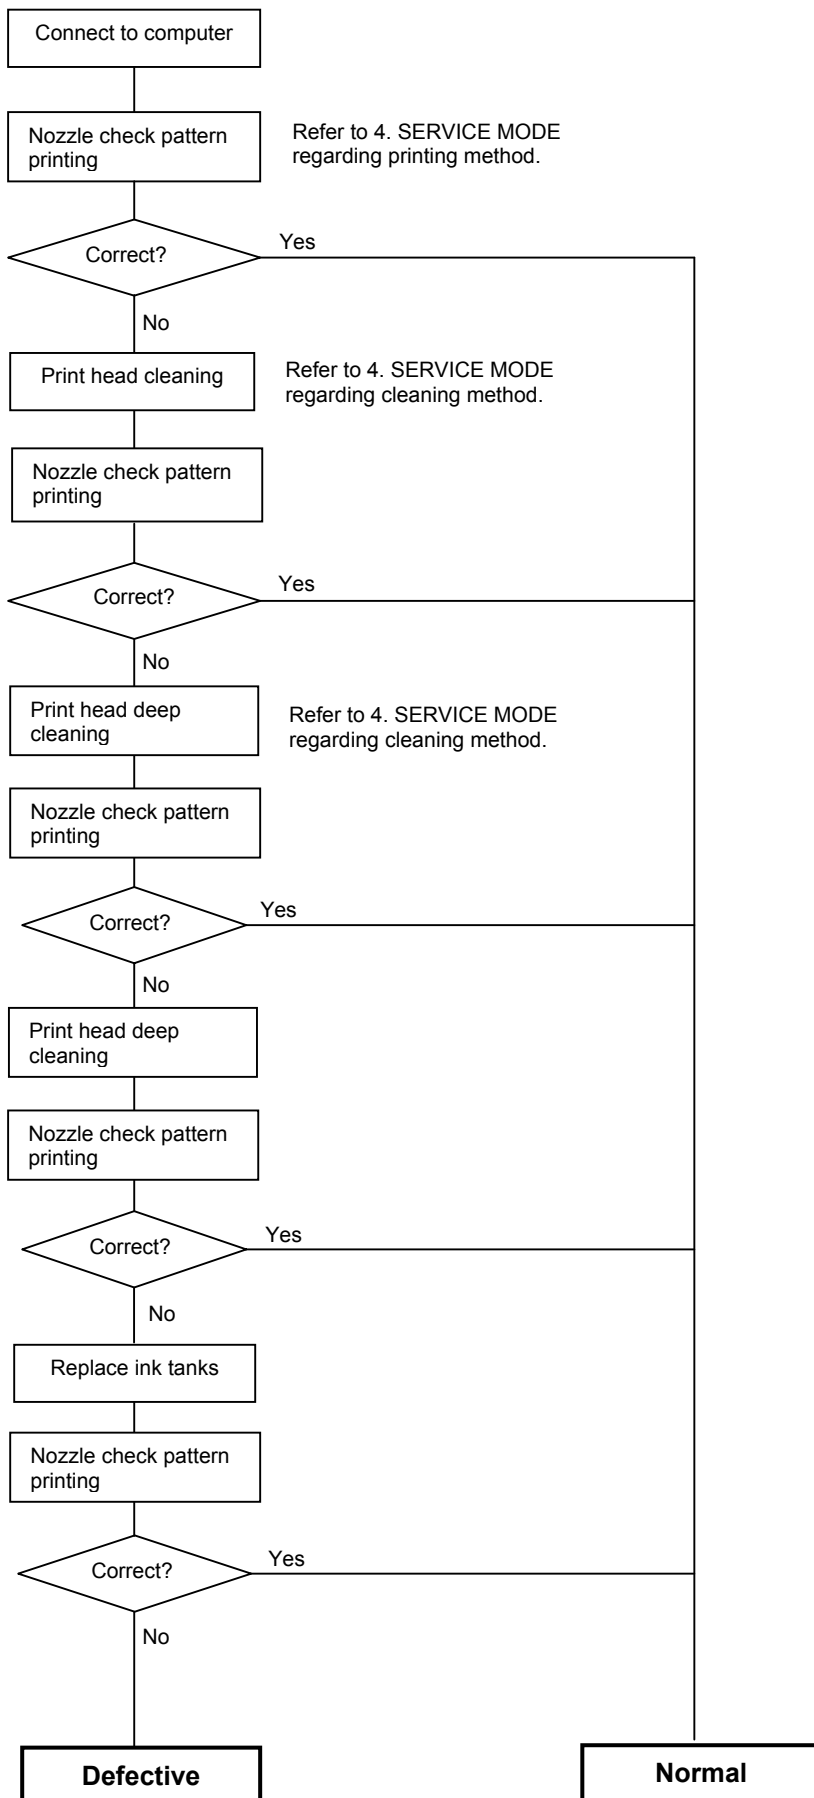 Connect to computer
Nozzle check pattern
printing
Refer to 4. SERVICE MODE
regarding printing method.
Correct?
Yes
No
Print head cleaning
Refer to 4. SERVICE MODE
regarding cleaning method.
Nozzle check pattern
printing
Correct?
Yes
No
Print head deep
cleaning
Refer to 4. SERVICE MODE
regarding cleaning method.
Nozzle check pattern
printing
Correct?
Yes
No
Print head deep
cleaning
Nozzle check pattern
printing
Correct?
Yes
No
Replace ink tanks
Nozzle check pattern
printing
Correct?
Yes
No
Defective
Normal